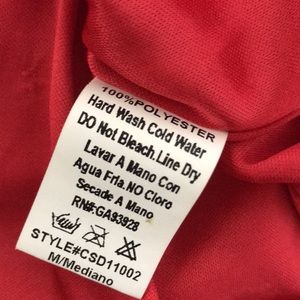 100%POLYESTER
Hard Wash Cold Water
DO Not Bleach.Line Dry
Lavar A Mano Con
Agua Fria.NO Cloro
Secade A Mano
RN#:GA93928
STYLE#CSD11002
M/Mediano